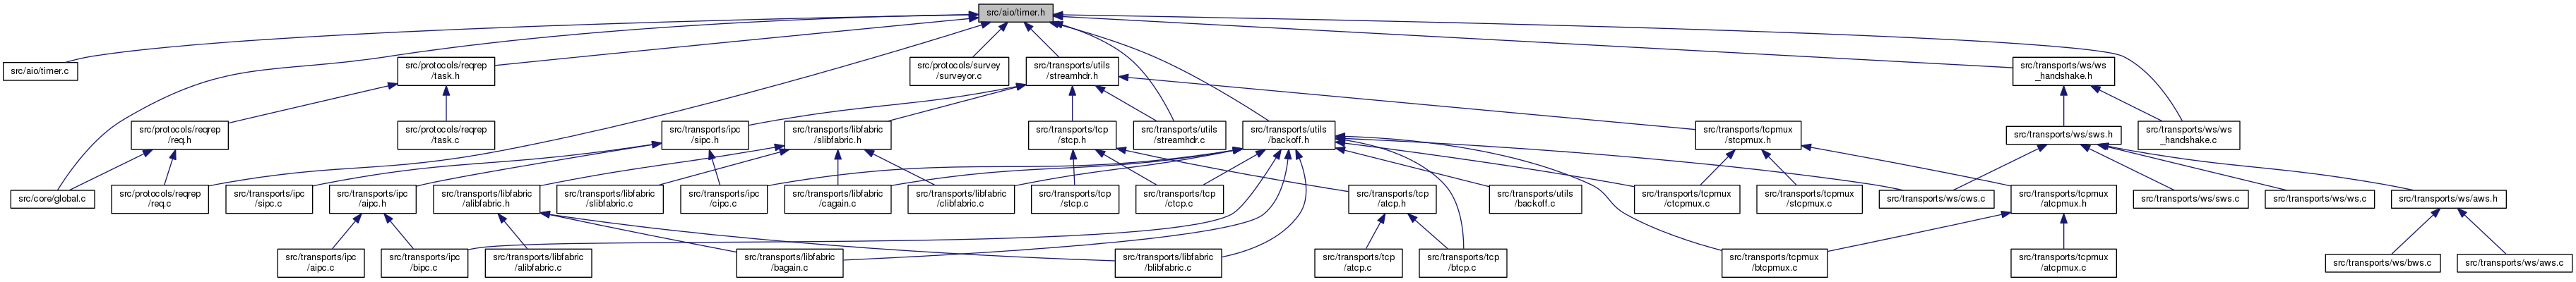 src/aio/timer.h
src/aio/timer.c
src/protocols/reqrep
/task.h
src/protocols/survey
/surveyor.c
src/transports/utils
/streamhdr.h
src/transports/ws/ws
_handshake.h
src/protocols/reqrep
/req.h
src/protocols/reqrep
/task.c
src/transports/ipc
/sipc.h
src/transports/libfabric
/slibfabric.h
src/transports/tcp
/stcp.h
src/transports/utils
/streamhdr.c
src/transports/utils
/backoff.h
src/transports/tcpmux
/stcpmux.h
src/transports/ws/sws.h
src/transports/ws/ws
_handshake.c
src/core/global.c
src/protocols/reqrep
/req.c
src/transports/ipc
/sipc.c
src/transports/ipc
/aipc.h
src/transports/libfabric
/alibfabric.h
src/transports/libfabric
/slibfabric.c
src/transports/ipc
/cipc.c
src/transports/libfabric
/cagain.c
src/transports/libfabric
/clibfabric.c
src/transports/tcp
/stcp.c
src/transports/tcp
/ctcp.c
src/transports/tcp
/atcp.h
src/transports/utils
/backoff.c
src/transports/tcpmux
/ctcpmux.c
src/transports/tcpmux
/stcpmux.c
src/transports/ws/cws.c
src/transports/tcpmux
/atcpmux.h
src/transports/ws/sws.c
src/transports/ws/ws.c
src/transports/ws/aws.h
src/transports/ipc
/aipc.c
src/transports/ipc
/bipc.c
src/transports/libfabric
/alibfabric.c
src/transports/libfabric
/bagain.c
src/transports/libfabric
/blibfabric.c
src/transports/tcp
/atcp.c
src/transports/tcp
/btcp.c
src/transports/tcpmux
/btcpmux.c
src/transports/tcpmux
/atcpmux.c
src/transports/ws/bws.c
src/transports/ws/aws.c